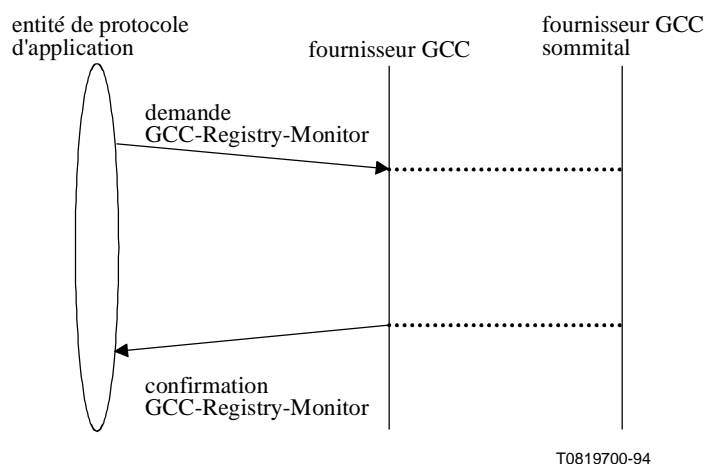 entité de protocole
d'application
fournisseur GCC
fournisseur GCC
sommital
demande
GCC-Registry-Monitor
confirmation
GCC-Registry-Monitor
T0819700-94